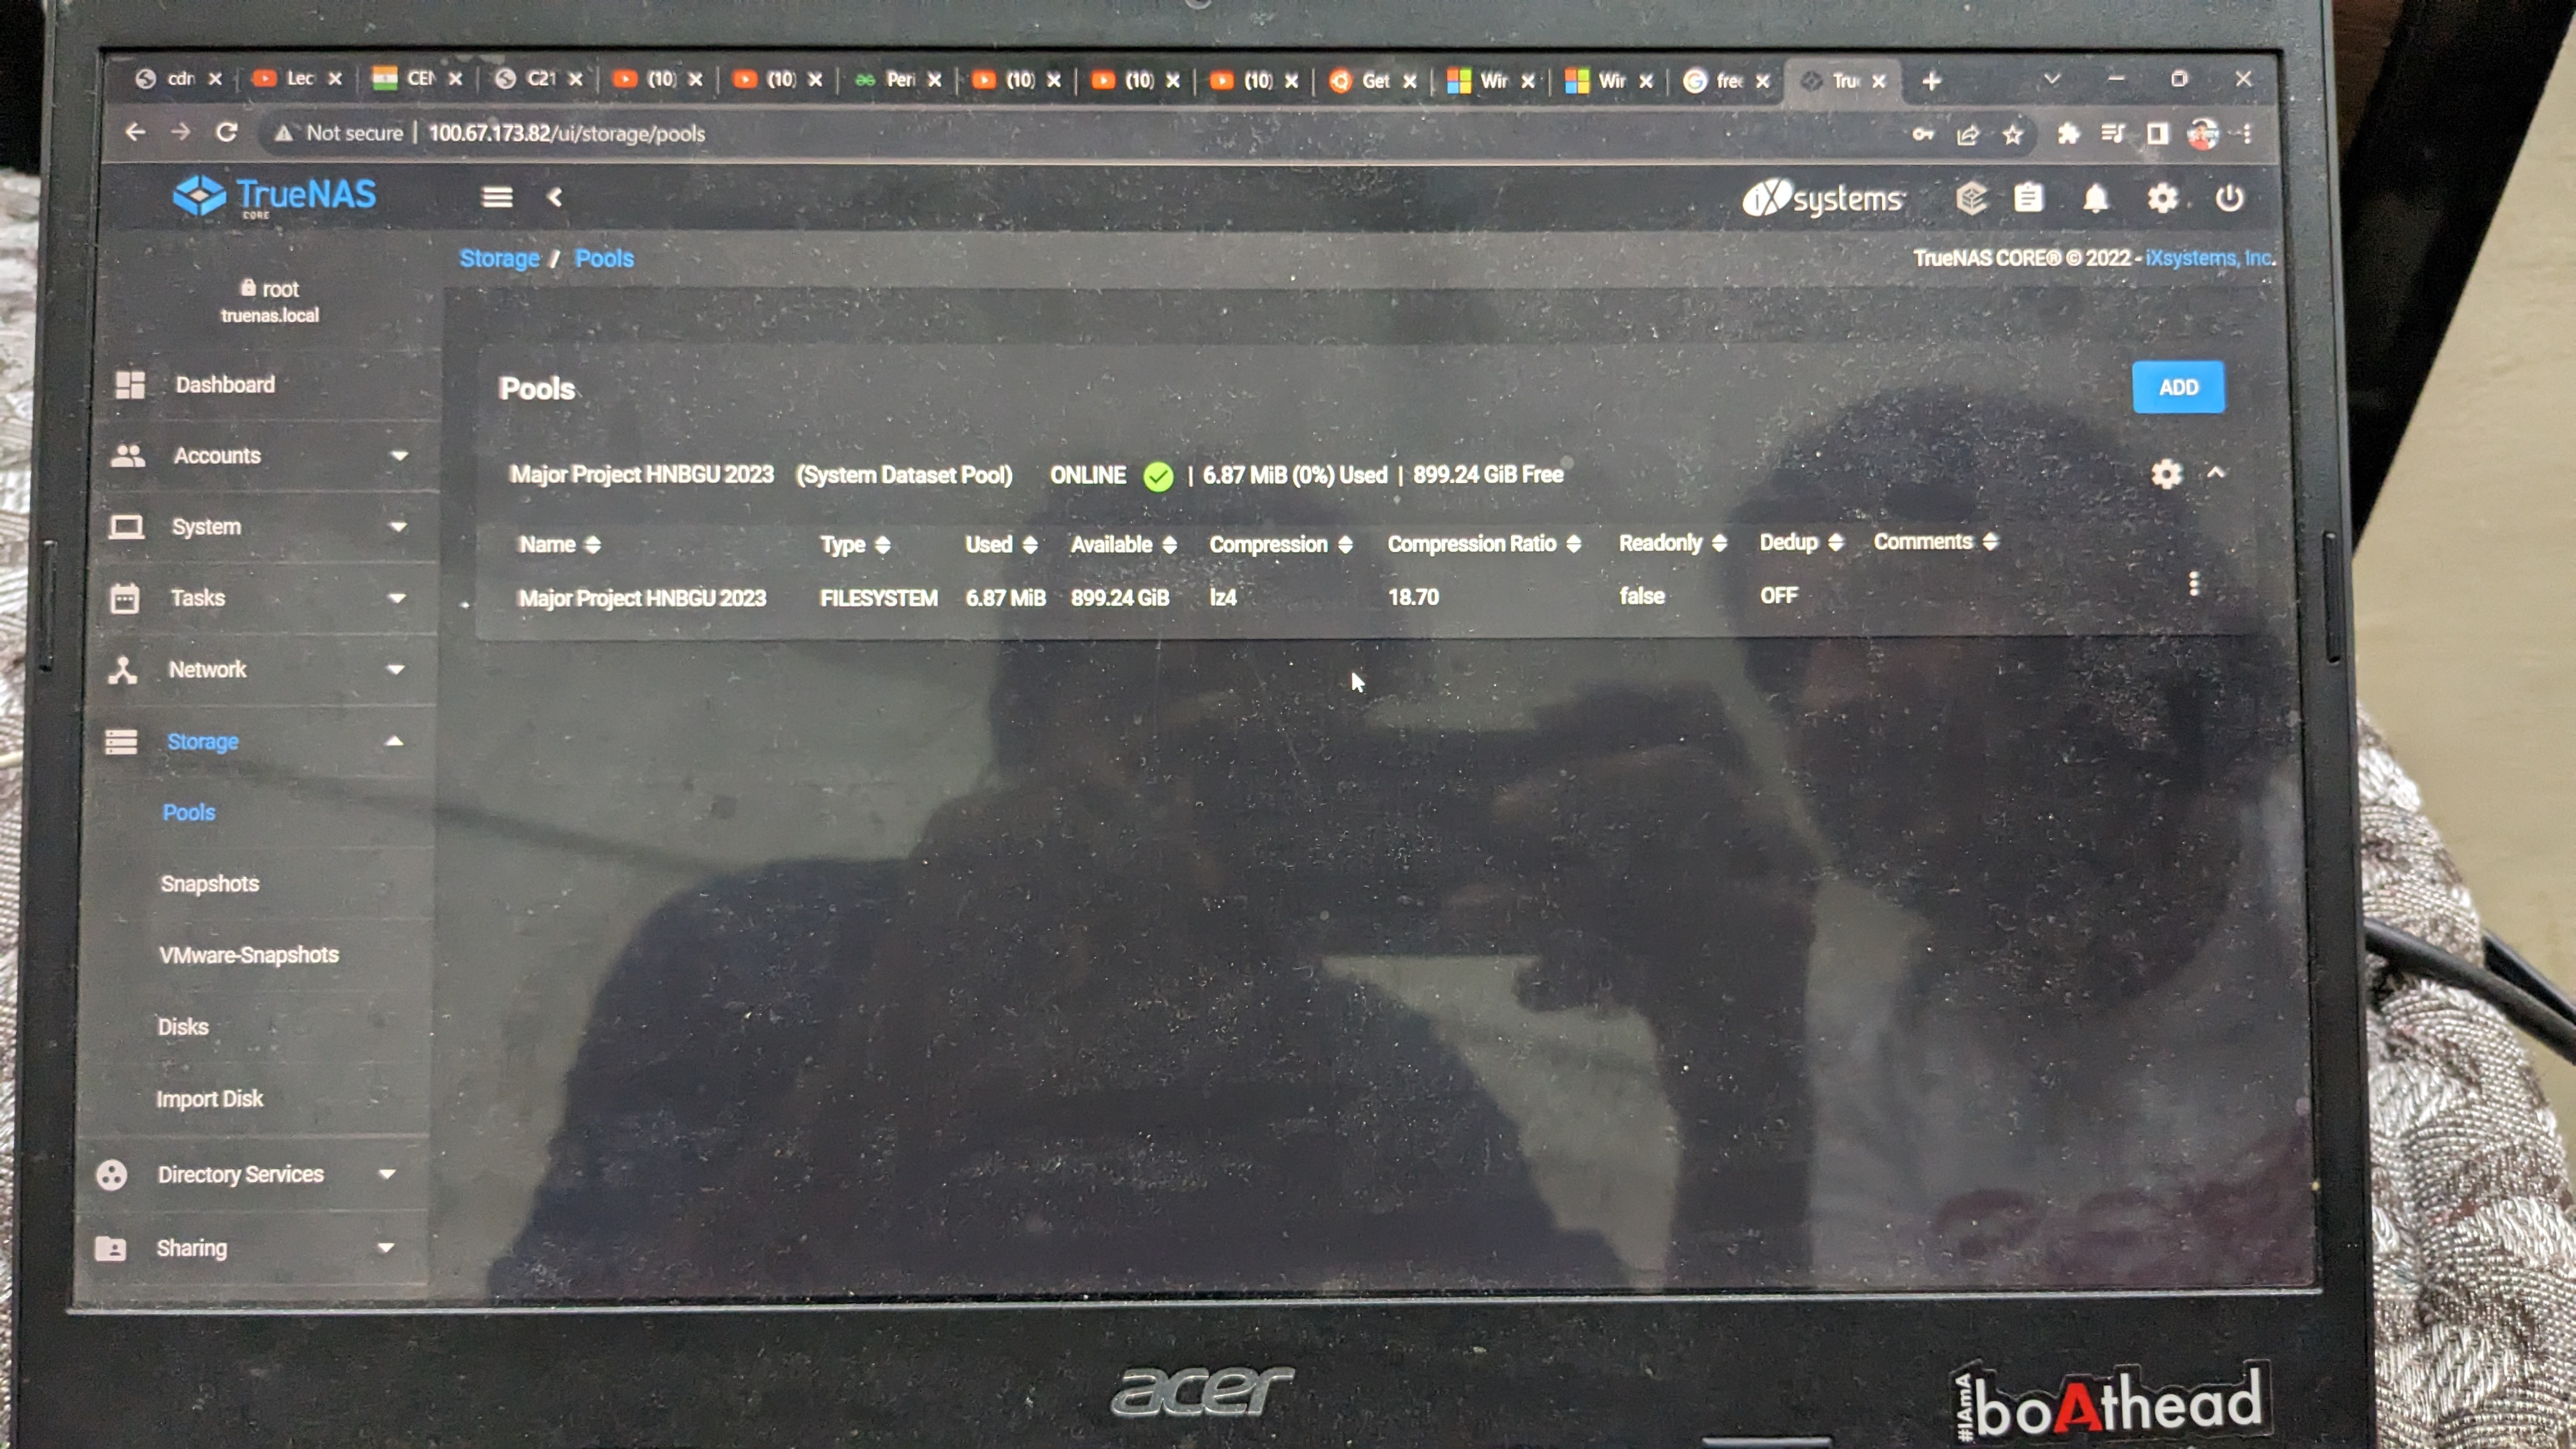 cdn Lec CEN C21 (10) (10) Peri (10) (10) (10) Get Win Win free True
Not secure | 100.67.173.82/ui/storage/pools
TrueNAS
CORE
iXsystems
Storage / Pools
TrueNAS CORE® © 2022 - iXsystems, Inc.
root
truenas.local
Dashboard
Accounts
System
Tasks
Network
Storage
Pools
Snapshots
VMware-Snapshots
Disks
Import Disk
Directory Services
Sharing
Pools
ADD
Major Project HNBGU 2023 (System Dataset Pool) ONLINE | 6.87 MiB (0%) Used | 899.24 GiB Free
Name Type Used Available Compression Compression Ratio Readonly Dedup Comments
Major Project HNBGU 2023 FILESYSTEM 6.87 MiB 899.24 GiB lz4 18.70 false OFF
acer
#IAmA
boAthead